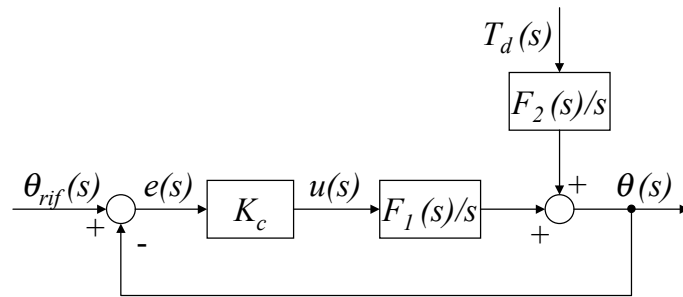 T_d(s)
F_2(s)/s
+
θ_rif(s)
e(s)
K_c
u(s)
F_1(s)/s
θ(s)
+
-
+